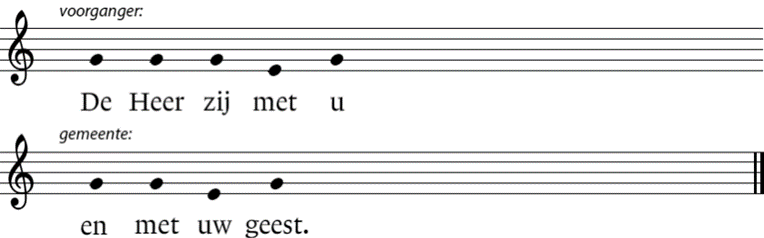 voorganger:
De Heer zij met u
gemeente:
en met uw geest.